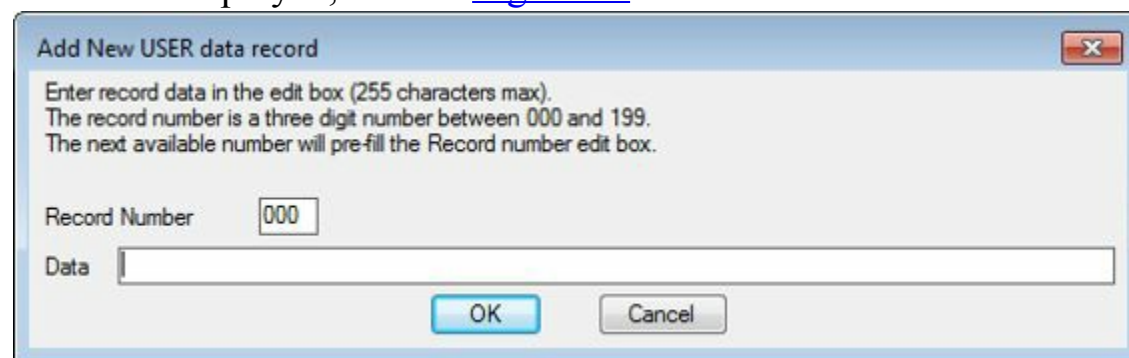 Add New USER data record
Enter record data in the edit box (255 characters max).
The record number is a three digit number between 000 and 199.
The next available number will pre-fill the Record number edit box.
Record Number 000
Data
OK Cancel